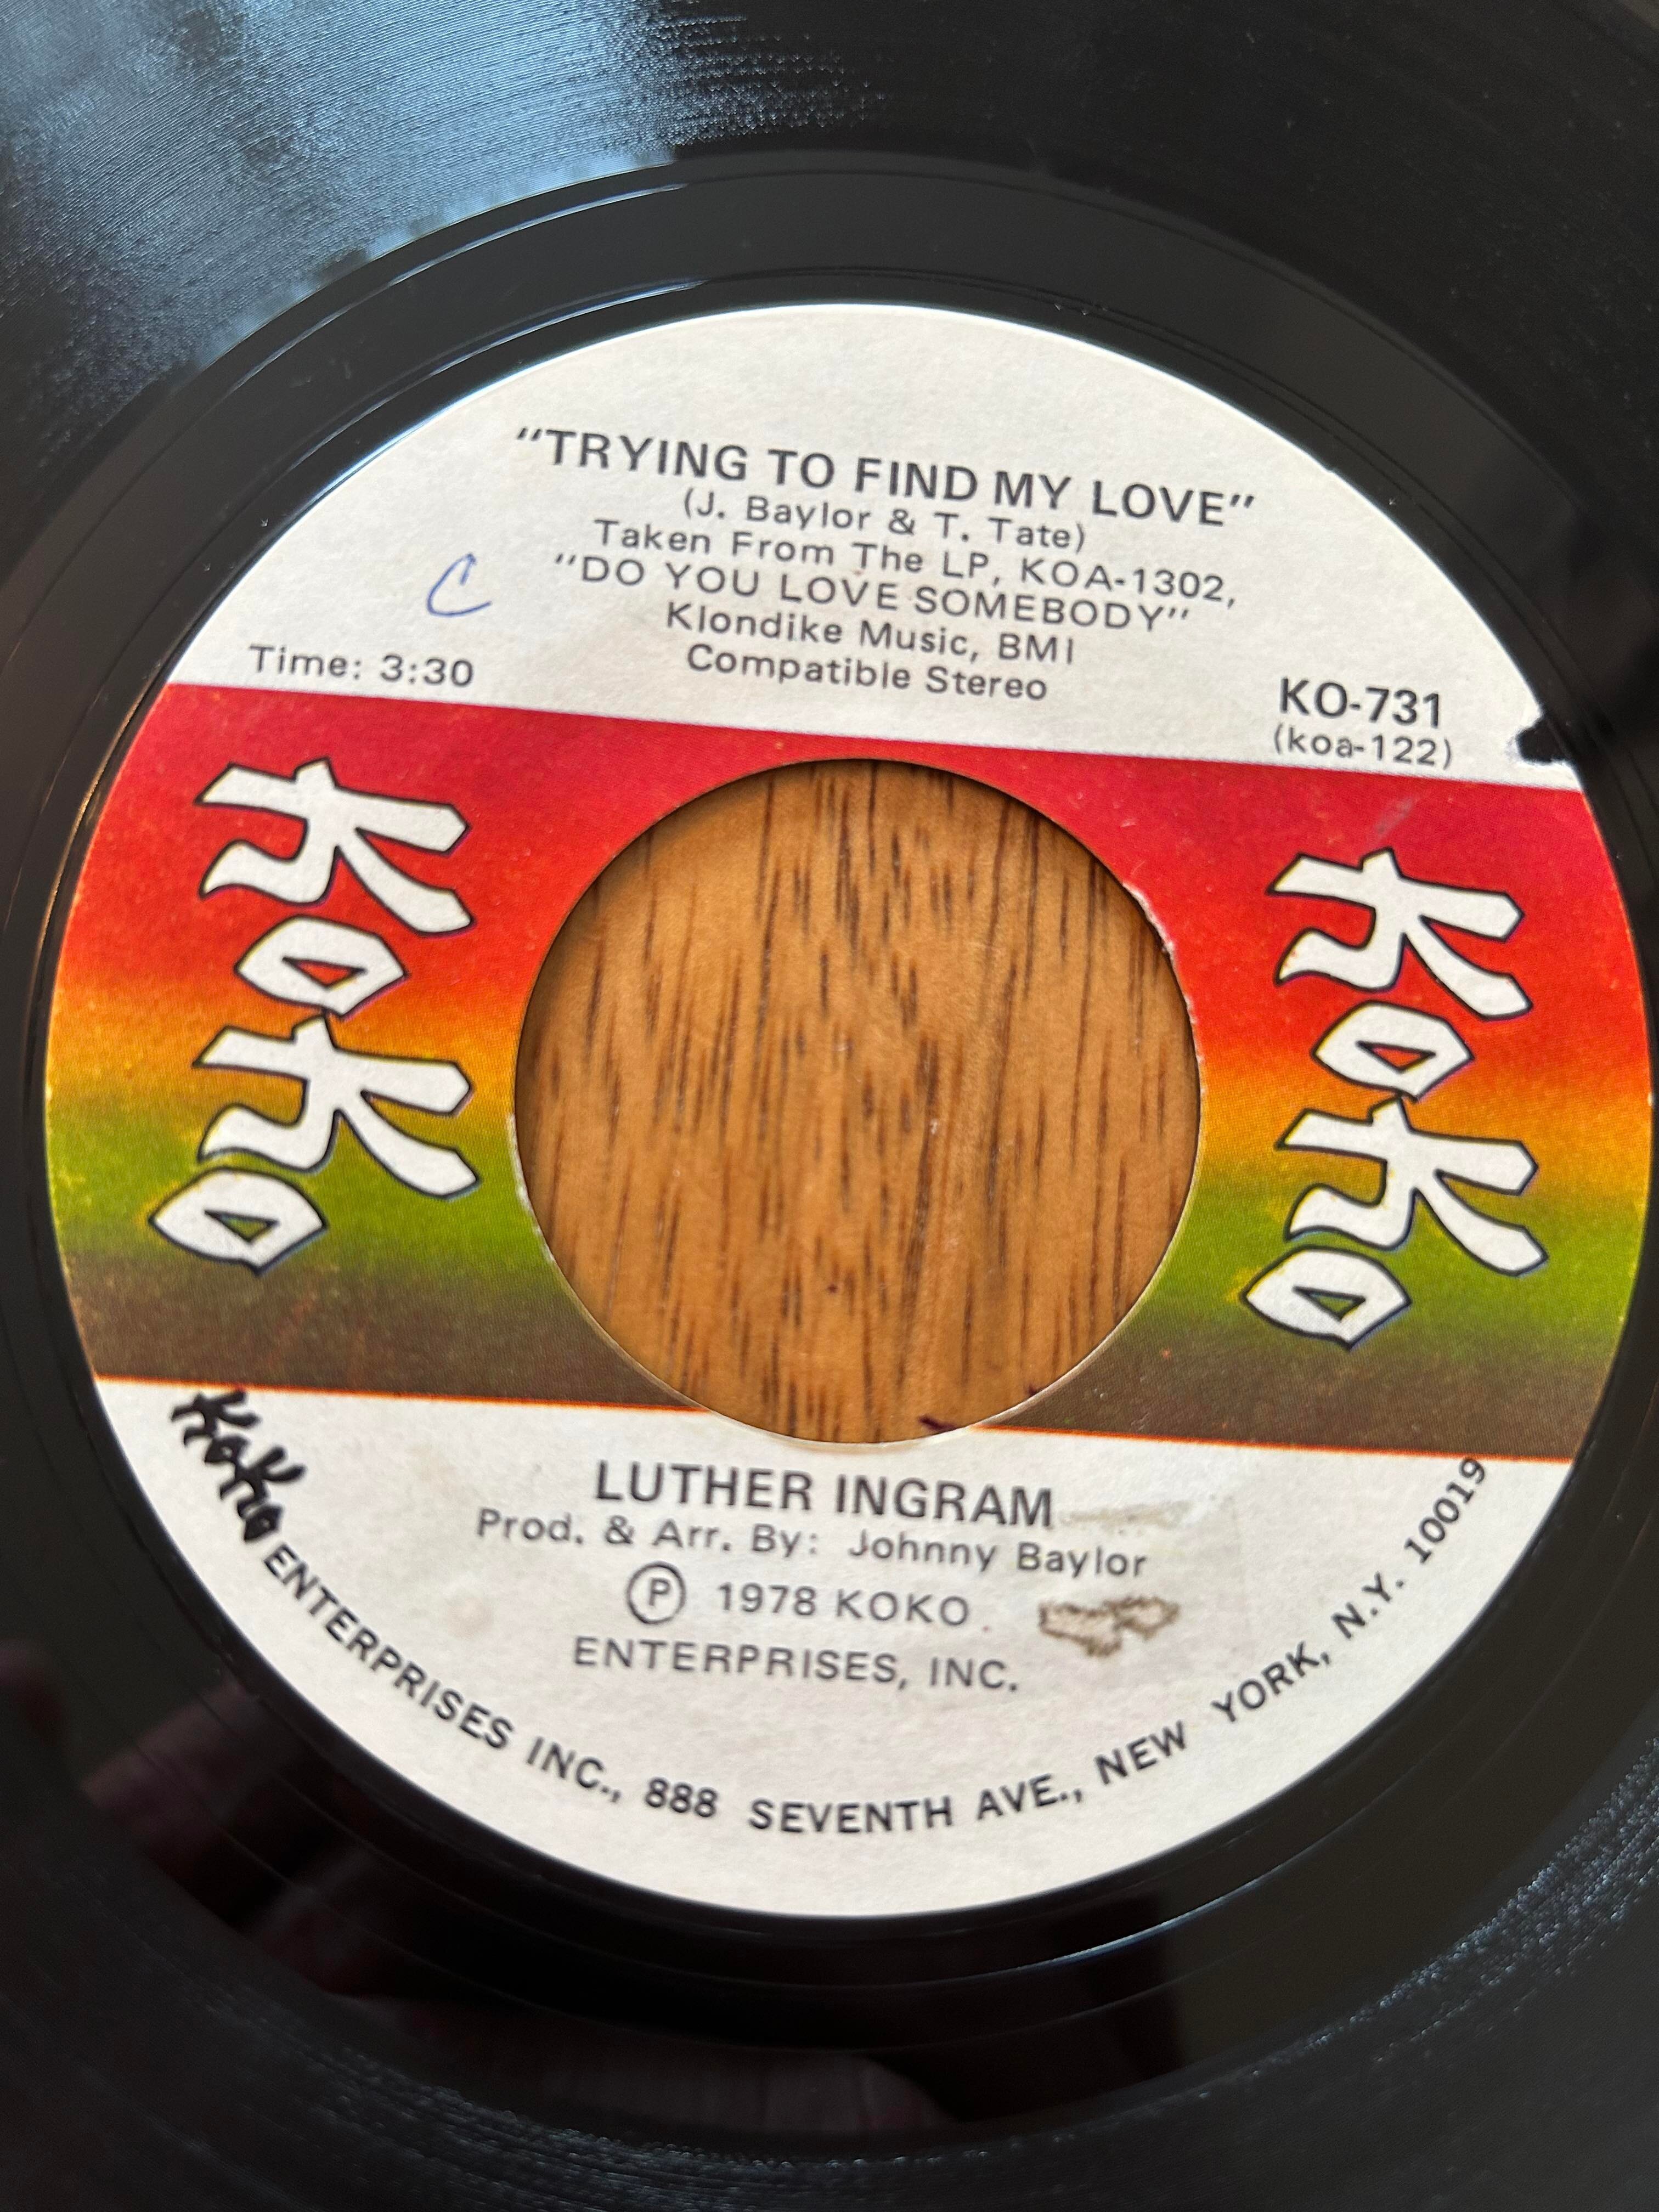 "TRYING TO FIND MY LOVE"
(J. Baylor & T. Tate)
Taken From The LP, KOA-1302,
"DO YOU LOVE SOMEBODY"
Klondike Music, BMI
Compatible Stereo
C
Time: 3:30
KO-731
(koa-122)
KoKo
KoKo
LUTHER INGRAM
Prod. & Arr. By: Johnny Baylor
Ⓟ 1978 KOKO
ENTERPRISES, INC.
KoKo ENTERPRISES INC., 888 SEVENTH AVE., NEW YORK, N.Y. 10019